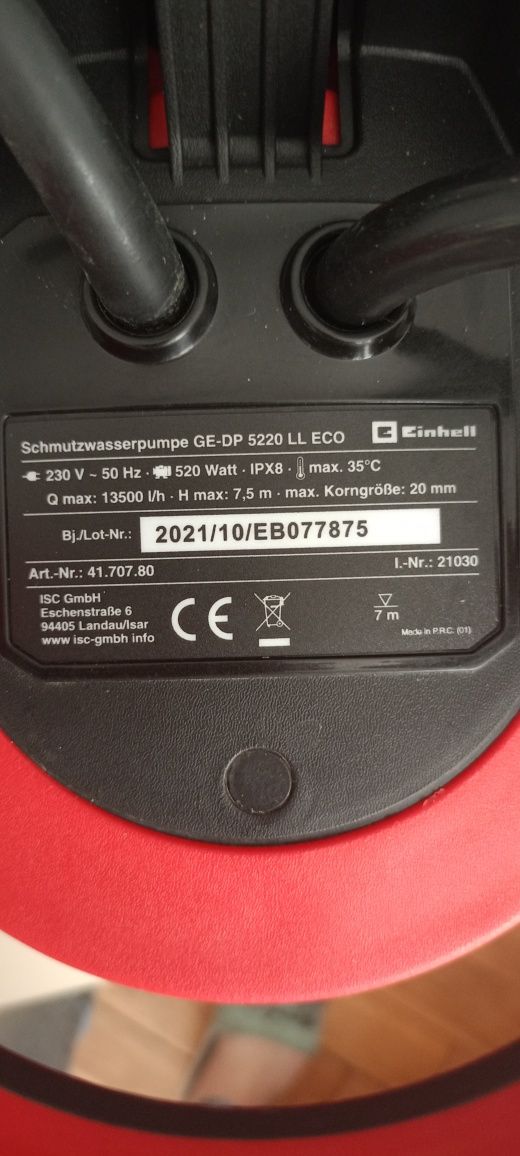 Schmutzwasserpumpe GE-DP 5220 LL ECO Einhell
230 V ~ 50 Hz · 520 Watt · IPX8 · max. 35°C
Q max: 13500 l/h · H max: 7,5 m · max. Korngröße: 20 mm
Bj./Lot-Nr.: 2021/10/EB077875
Art.-Nr.: 41.707.80 I.-Nr.: 21030
ISC GmbH
Eschenstraße 6
94405 Landau/Isar
www isc-gmbh info
CE
7 m
Made in P.R.C. (01)